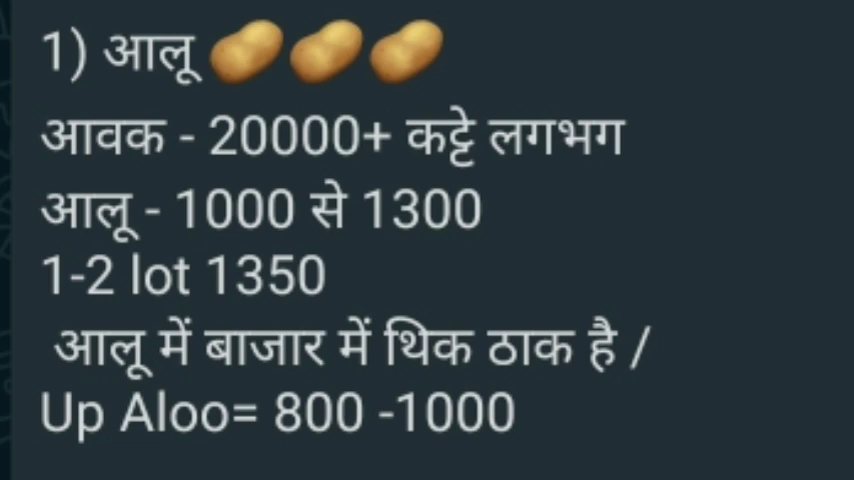 1) आलू 🥔🥔🥔
आवक - 20000+ कट्टे लगभग
आलू - 1000 से 1300
1-2 lot 1350
आलू में बाजार में थिक ठाक है /
Up Aloo= 800 -1000